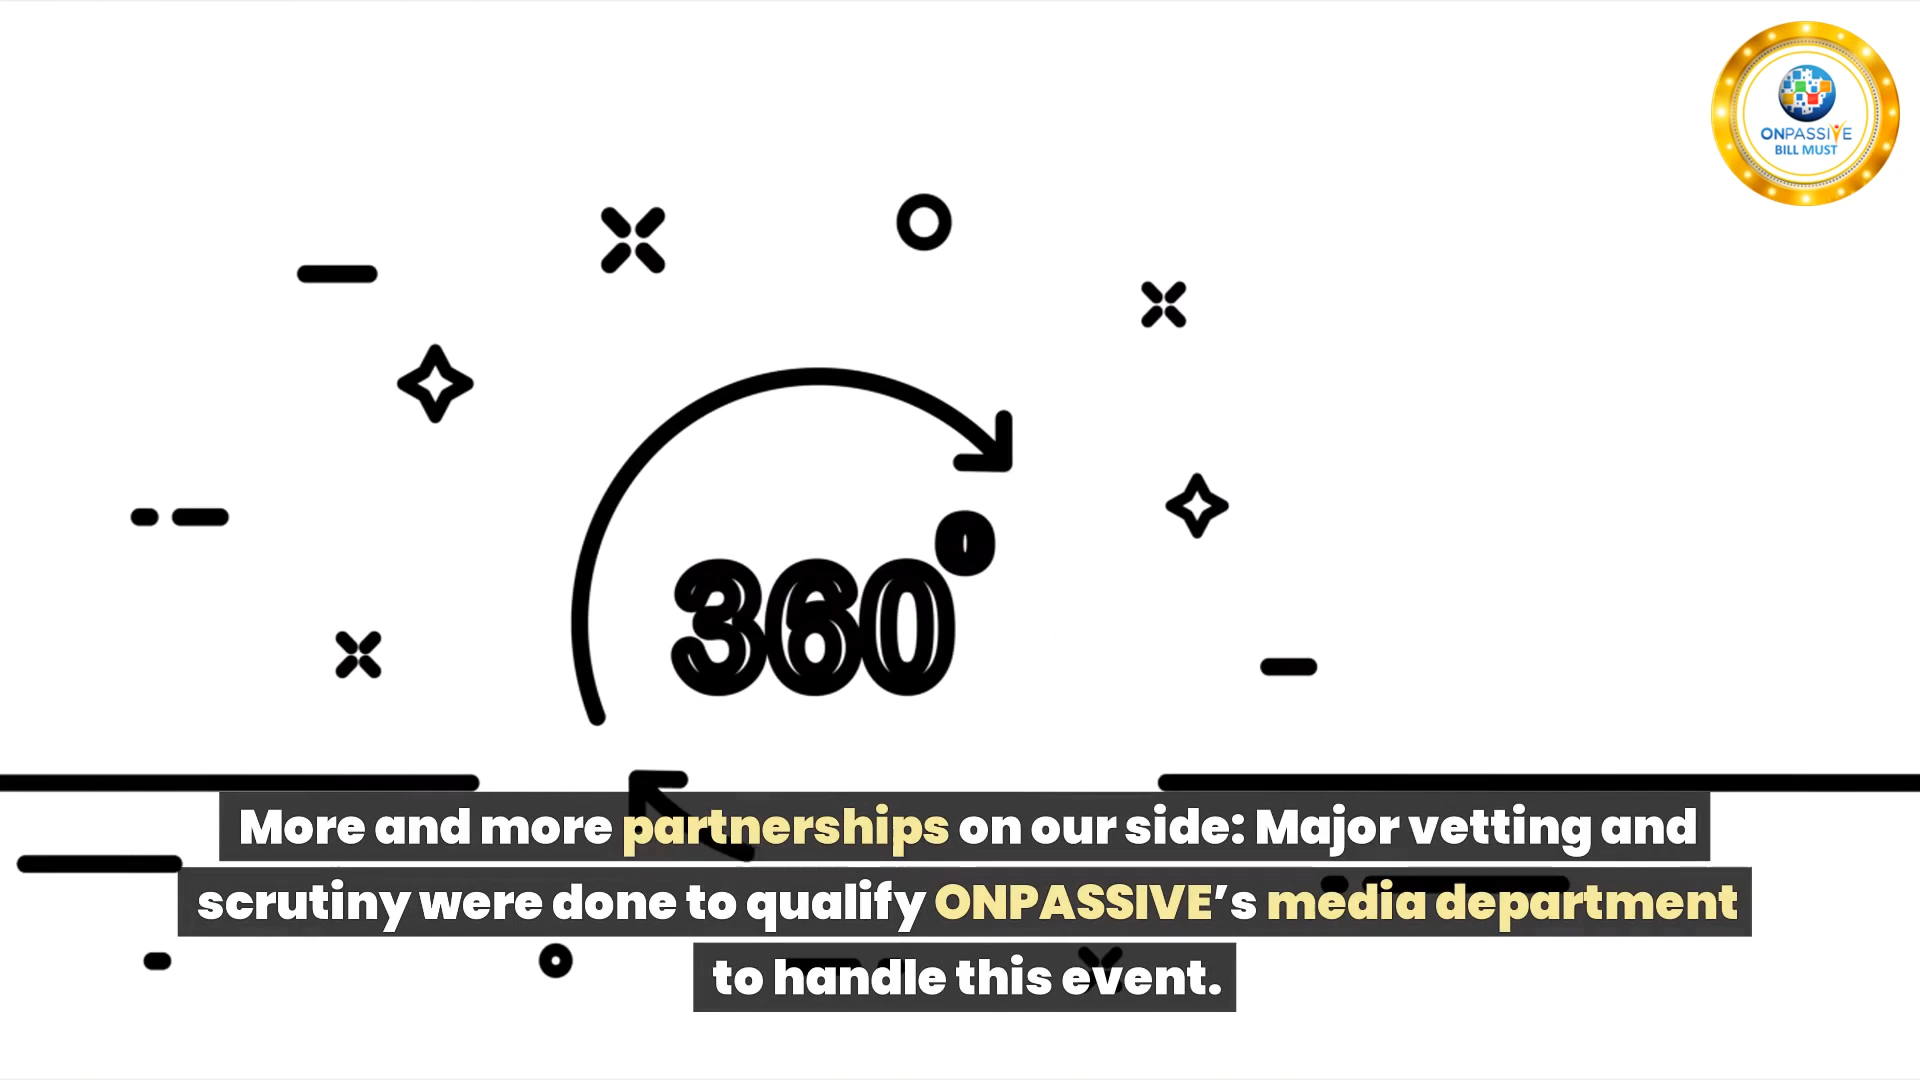 ONPASSIVE
BILL MUST
360°
More and more partnerships on our side: Major vetting and
scrutiny were done to qualify ONPASSIVE’s media department
to handle this event.